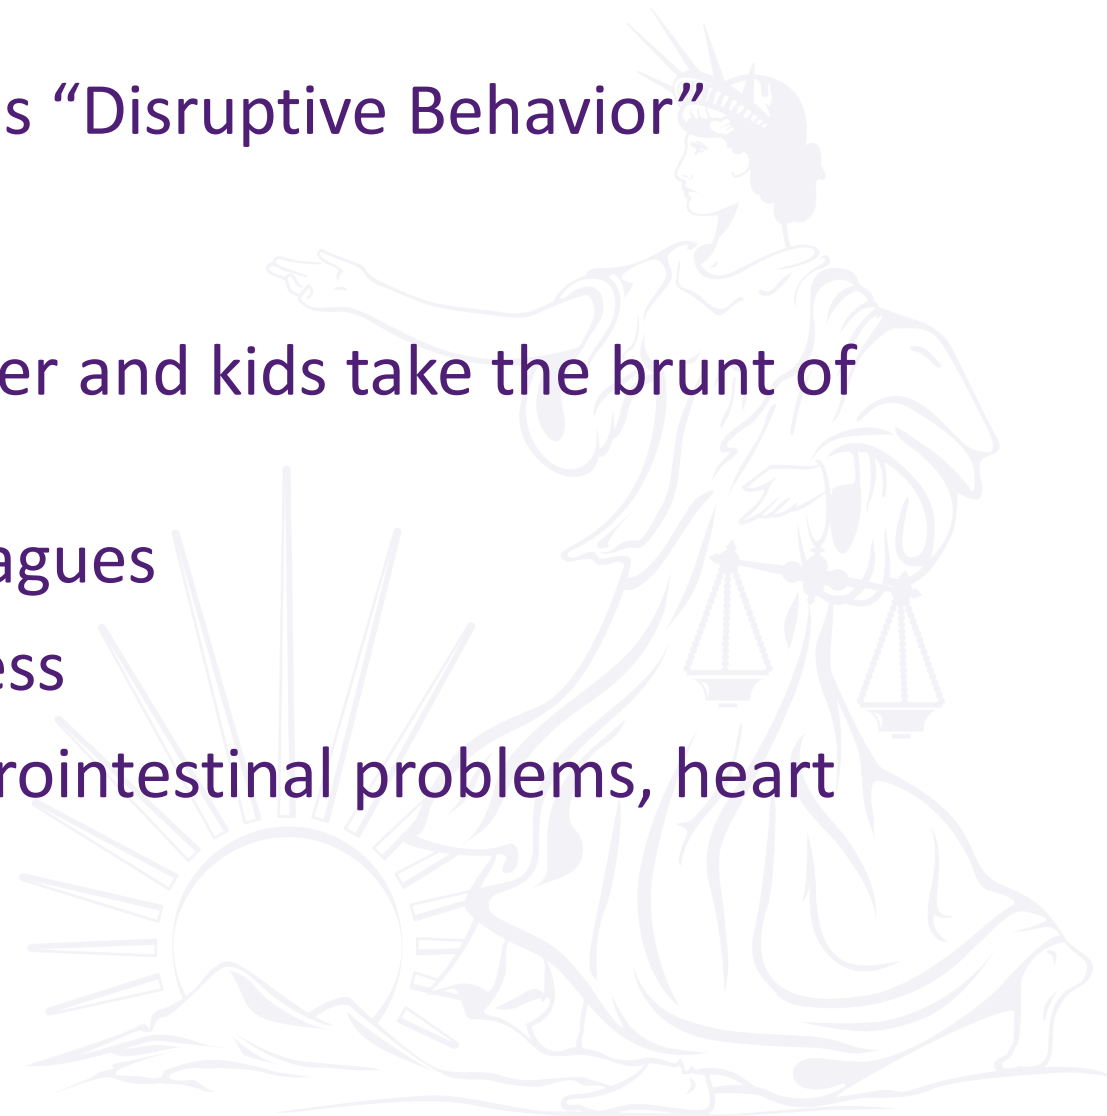 s “Disruptive Behavior”
er and kids take the brunt of
agues
ess
rointestinal problems, heart